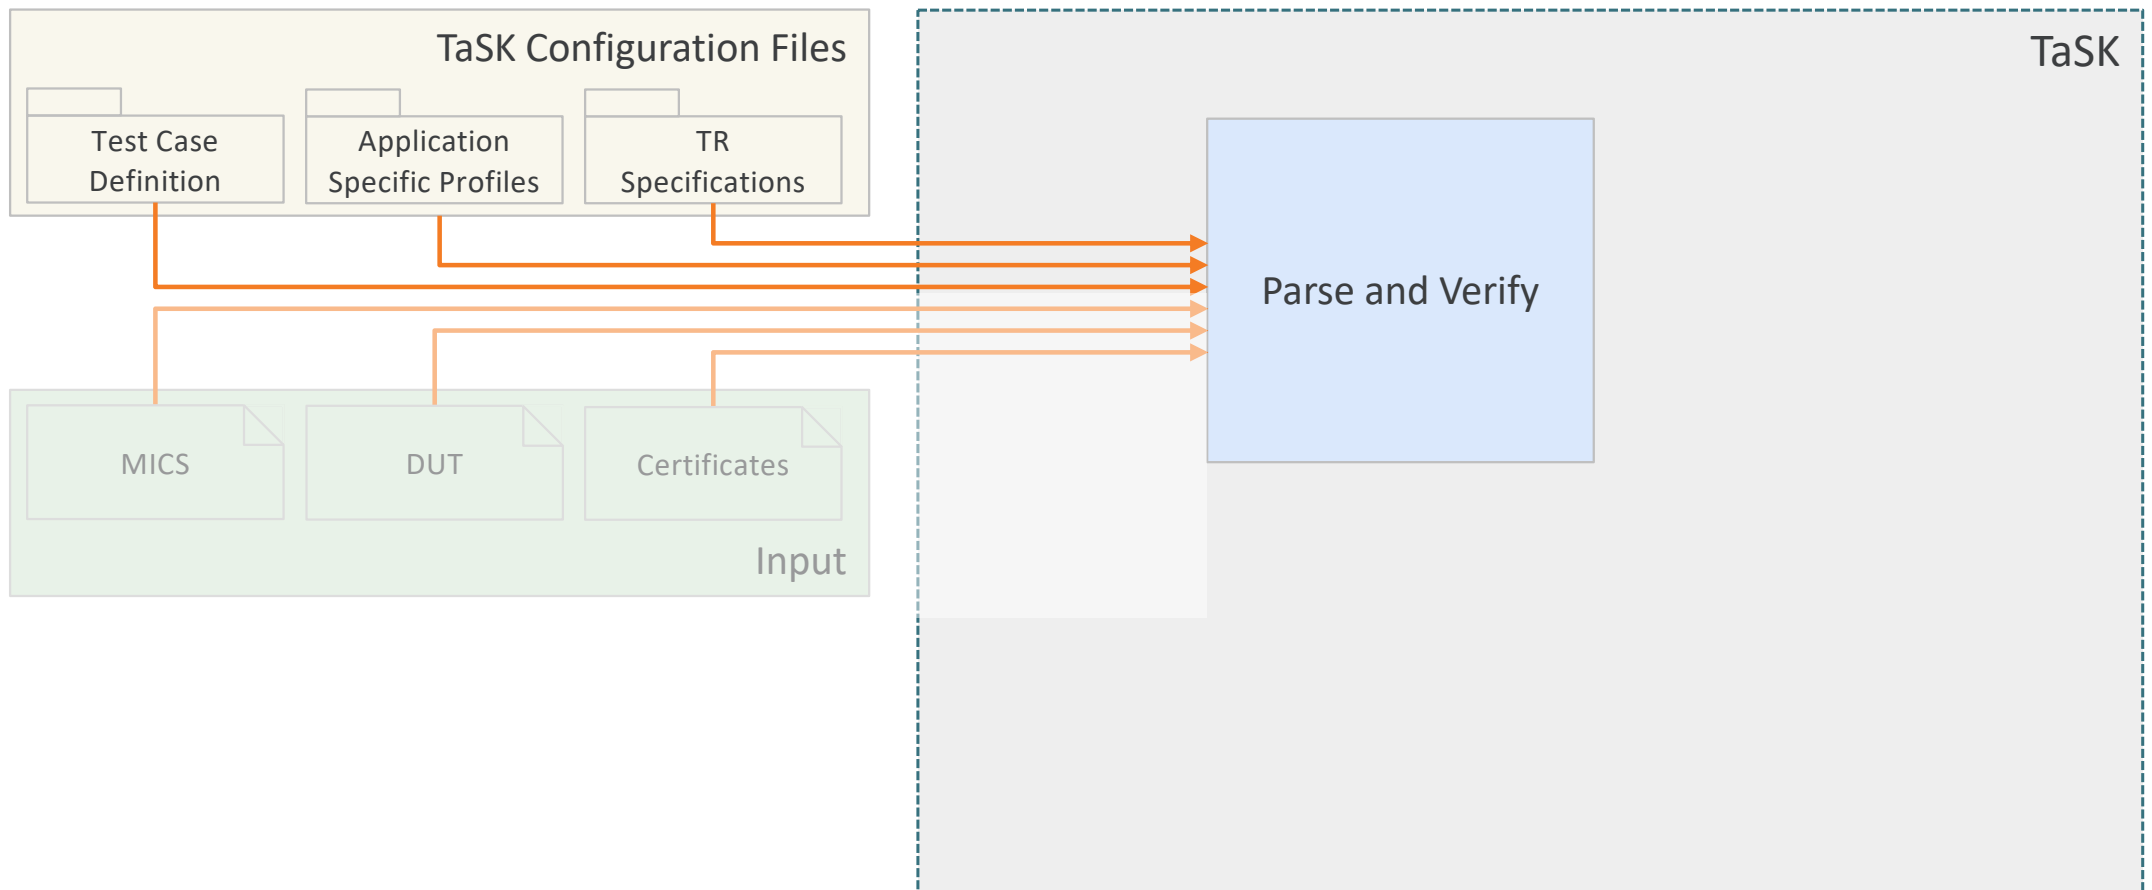 TaSK Configuration Files
TaSK
Test Case
Definition
Application
Specific Profiles
TR
Specifications
Parse and Verify
MICS
DUT
Certificates
Input